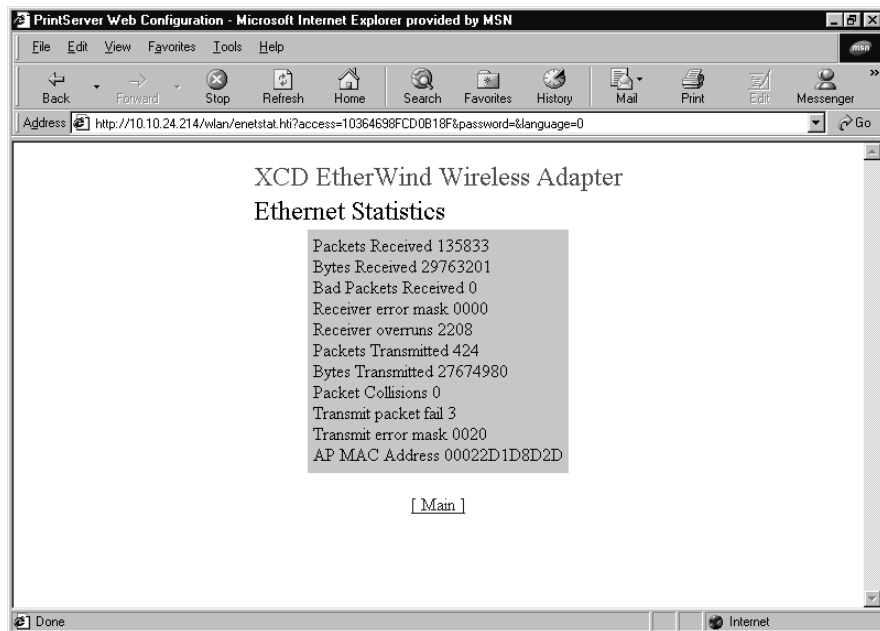 PrintServer Web Configuration - Microsoft Internet Explorer provided by MSN
File Edit View Favorites Tools Help
msn
Back Forward Stop Refresh Home Search Favorites History Mail Print Edit Messenger »
Address http://10.10.24.214/wlan/enetstat.hti?access=10364698FCD0B18F&password=&language=0 Go
XCD EtherWind Wireless Adapter
Ethernet Statistics
Packets Received 135833
Bytes Received 29763201
Bad Packets Received 0
Receiver error mask 0000
Receiver overruns 2208
Packets Transmitted 424
Bytes Transmitted 27674980
Packet Collisions 0
Transmit packet fail 3
Transmit error mask 0020
AP MAC Address 00022D1D8D2D
[ Main ]
Done Internet